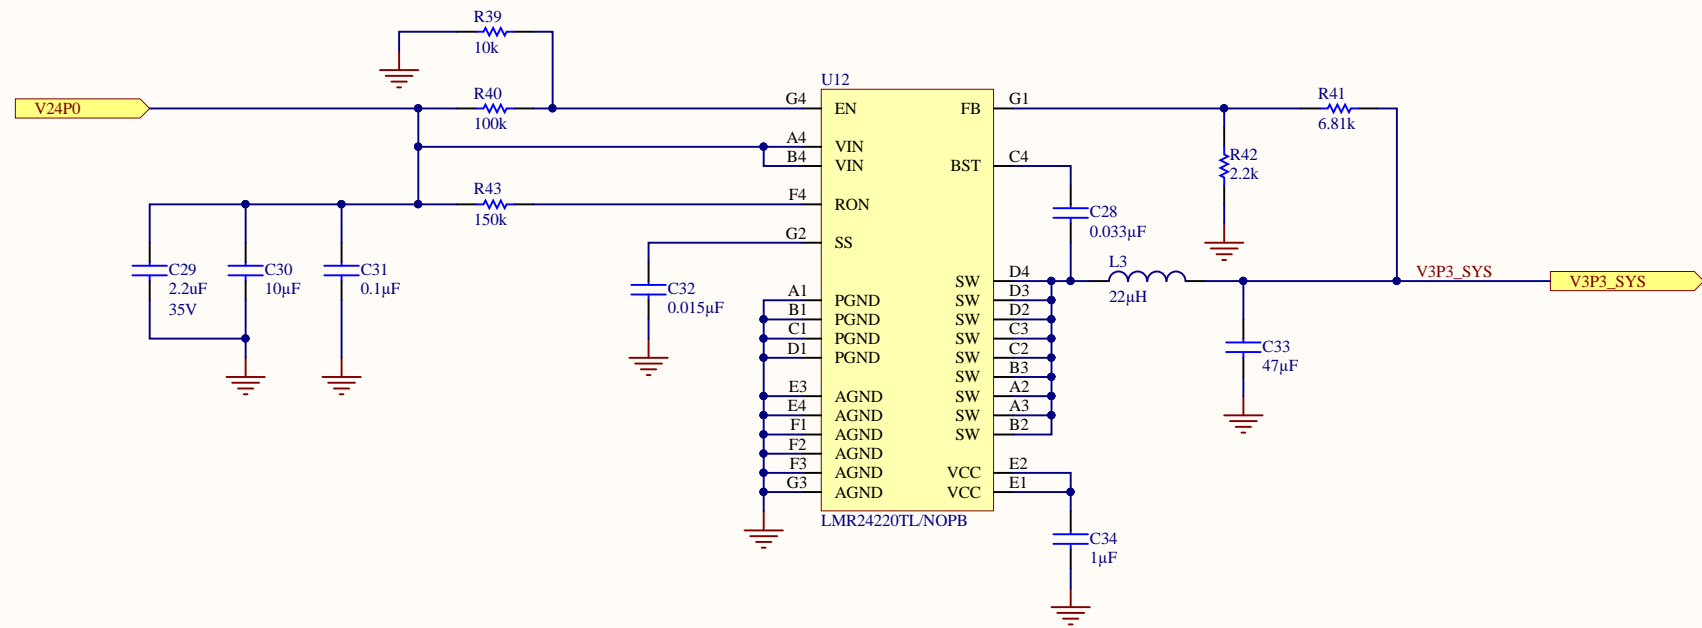 R39
10k
V24P0
R40
100k
R43
150k
C29
2.2uF
35V
C30
10µF
C31
0.1µF
C32
0.015µF
U12
G4 EN
A4 VIN
B4 VIN
F4 RON
G2 SS
A1 PGND
B1 PGND
C1 PGND
D1 PGND
E3 AGND
E4 AGND
F1 AGND
F2 AGND
F3 AGND
G3 AGND
FB G1
BST C4
SW D4
SW D3
SW D2
SW C3
SW C2
SW B3
SW A2
SW A3
SW B2
VCC E2
VCC E1
LMR24220TL/NOPB
R41
6.81k
R42
2.2k
C28
0.033µF
L3
22µH
V3P3_SYS
V3P3_SYS
C33
47µF
C34
1µF